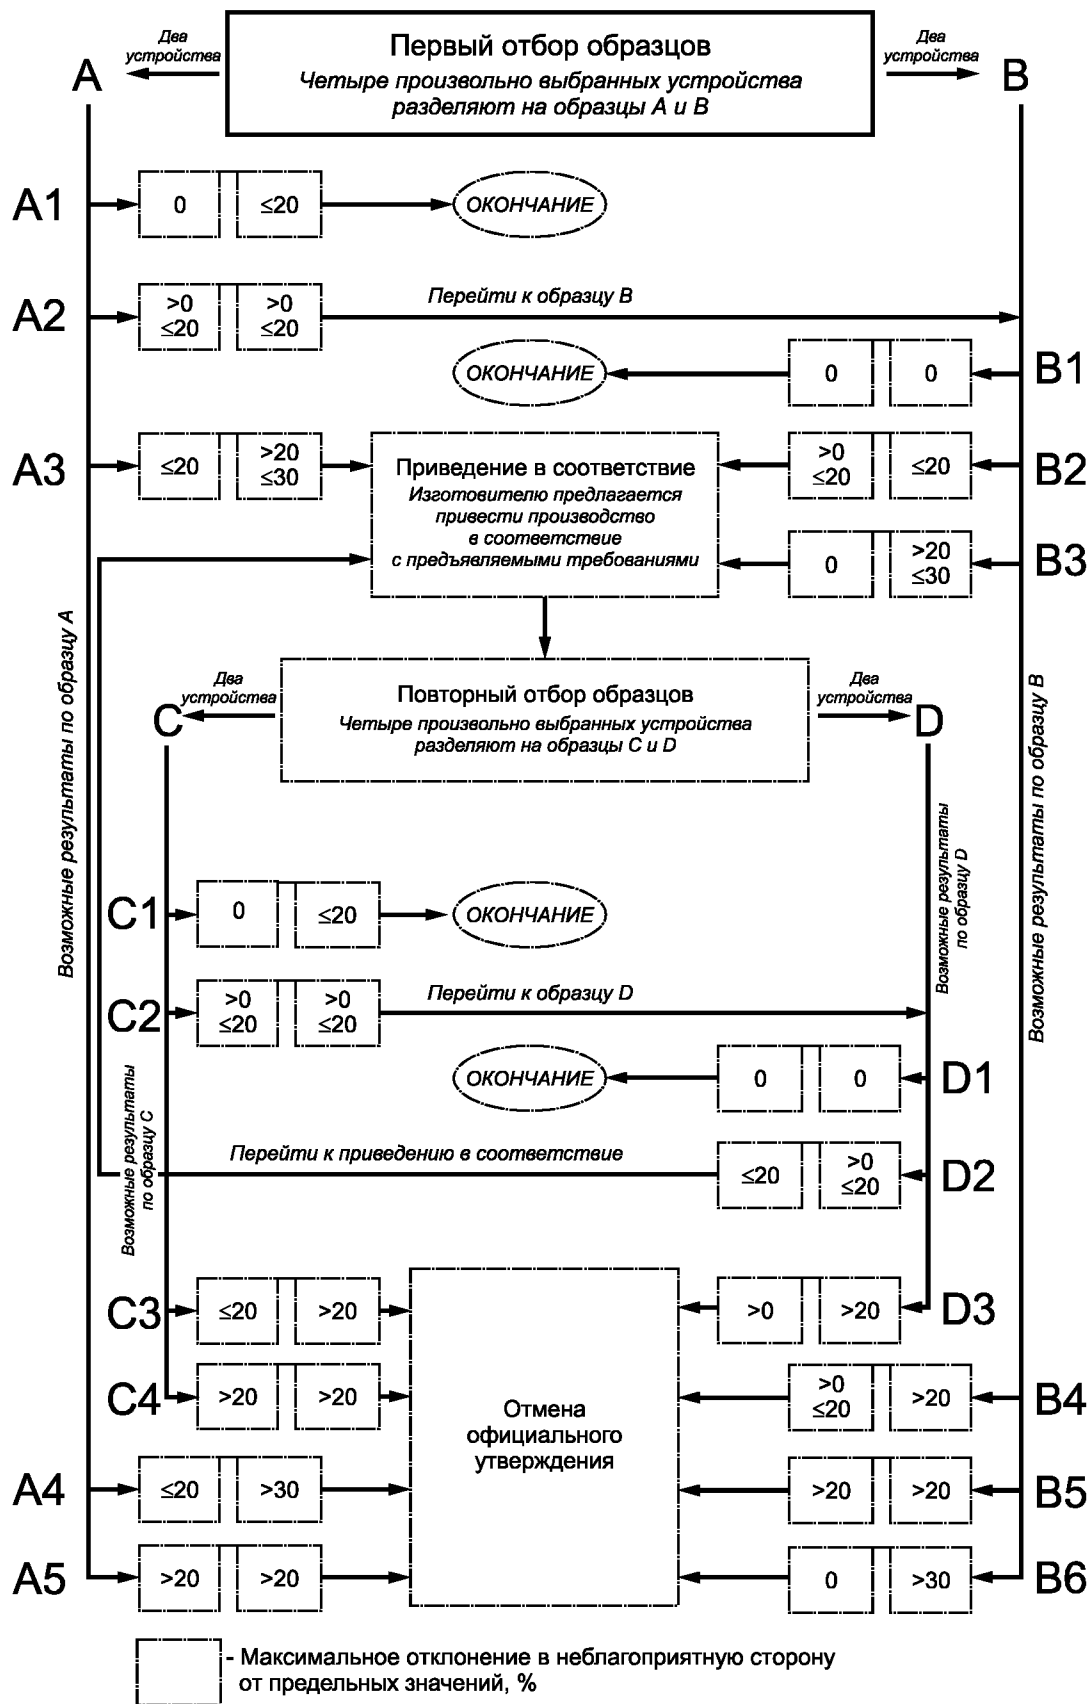 Два
устройства
Первый отбор образцов
Четыре произвольно выбранных устройства
разделяют на образцы А и В
Два
устройства
A
B
A1
0
≤20
ОКОНЧАНИЕ
A2
>0
≤20
>0
≤20
Перейти к образцу В
ОКОНЧАНИЕ
0
0
B1
A3
≤20
>20
≤30
Приведение в соответствие
Изготовителю предлагается
привести производство
в соответствие
с предъявляемыми требованиями
>0
≤20
≤20
B2
0
>20
≤30
B3
Возможные результаты по образцу А
Возможные результаты по образцу В
Два
устройства
Повторный отбор образцов
Четыре произвольно выбранных устройства
разделяют на образцы С и D
Два
устройства
C
D
Возможные результаты
по образцу D
C1
0
≤20
ОКОНЧАНИЕ
C2
>0
≤20
>0
≤20
Перейти к образцу D
ОКОНЧАНИЕ
0
0
D1
Возможные результаты
по образцу С
Перейти к приведению в соответствие
≤20
>0
≤20
D2
C3
≤20
>20
>0
>20
D3
C4
>20
>20
Отмена
официального
утверждения
>0
≤20
>20
B4
A4
≤20
>30
>20
>20
B5
A5
>20
>20
0
>30
B6
- Максимальное отклонение в неблагоприятную сторону
от предельных значений, %